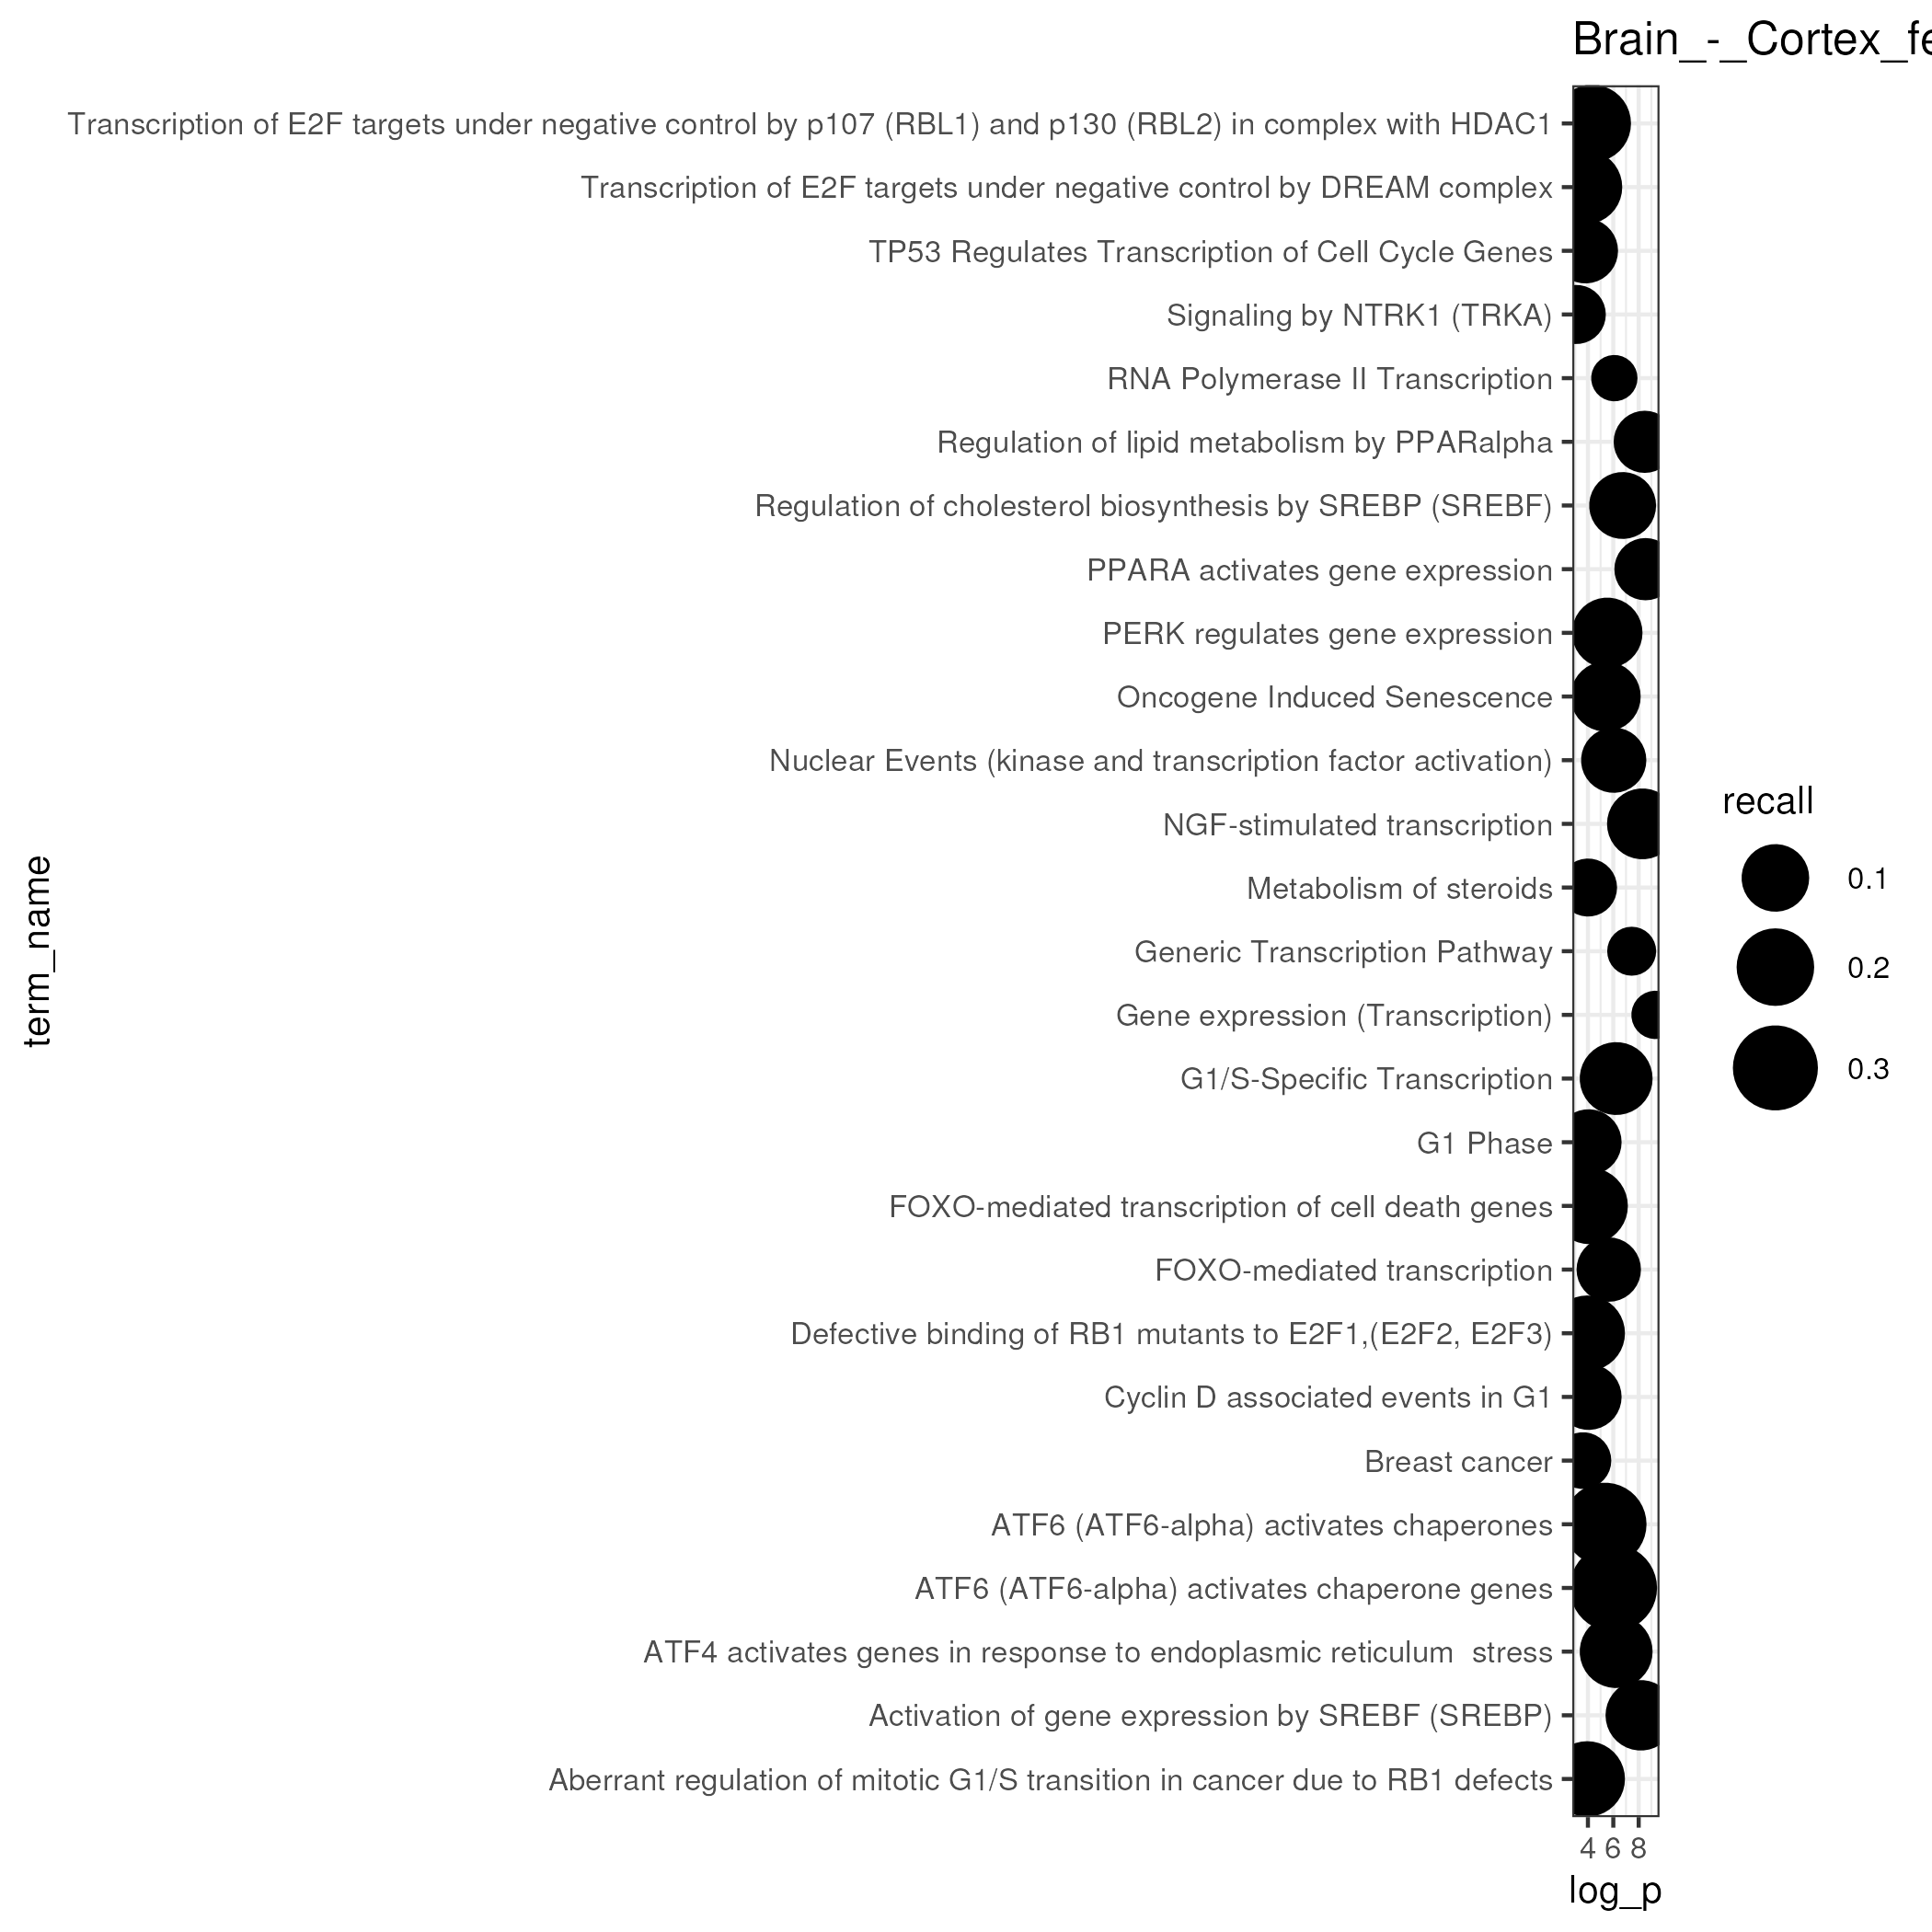 Brain_-_Cortex_fe
Transcription of E2F targets under negative control by p107 (RBL1) and p130 (RBL2) in complex with HDAC1
Transcription of E2F targets under negative control by DREAM complex
TP53 Regulates Transcription of Cell Cycle Genes
Signaling by NTRK1 (TRKA)
RNA Polymerase II Transcription
Regulation of lipid metabolism by PPARalpha
Regulation of cholesterol biosynthesis by SREBP (SREBF)
PPARA activates gene expression
PERK regulates gene expression
Oncogene Induced Senescence
Nuclear Events (kinase and transcription factor activation)
NGF-stimulated transcription
Metabolism of steroids
Generic Transcription Pathway
Gene expression (Transcription)
G1/S-Specific Transcription
G1 Phase
FOXO-mediated transcription of cell death genes
FOXO-mediated transcription
Defective binding of RB1 mutants to E2F1,(E2F2, E2F3)
Cyclin D associated events in G1
Breast cancer
ATF6 (ATF6-alpha) activates chaperones
ATF6 (ATF6-alpha) activates chaperone genes
ATF4 activates genes in response to endoplasmic reticulum  stress
Activation of gene expression by SREBF (SREBP)
Aberrant regulation of mitotic G1/S transition in cancer due to RB1 defects
term_name
4 6 8
log_p
recall
0.1
0.2
0.3